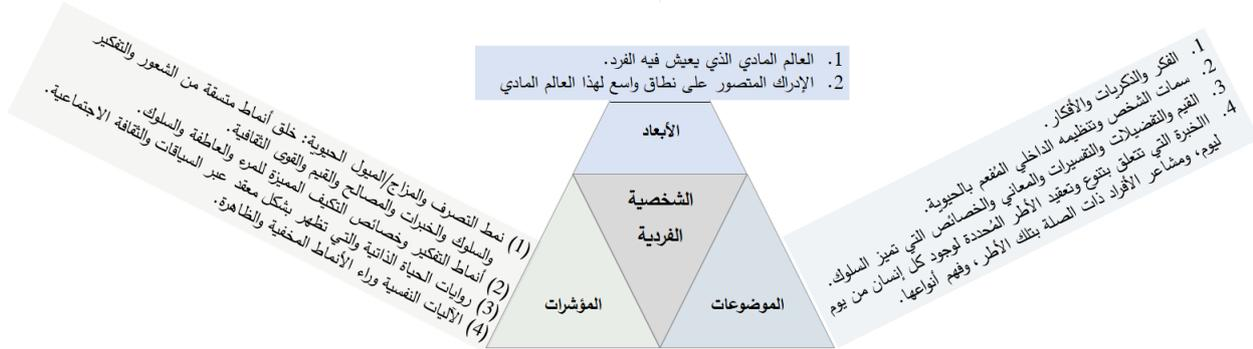 1. العالم المادي الذي يعيش فيه الفرد.
2. الإدراك المتصور على نطاق واسع لهذا العالم المادي
الأبعاد
الشخصية
الفردية
الموضوعات
المؤشرات
1. الفكر والذكريات والأفكار.
2. سمات الشخص وتنظيمه الداخلي المُفعم بالحيوية.
3. القيم والتفضيلات والتفسيرات والمعاني والخصائص التي تميز السلوك.
4. االخبرة التي تتعلق بتنوع وتعقيد الأطر المُحددة لوجود كل إنسان من يوم
ليوم، ومشاعر الأفراد ذات الصلة بتلك الأطر، وفهم أنواعها.
(1) نمط التصرف والمزاج/الميول الحيوية: خلق أنماط متسقة من الشعور والتفكير
والسلوك والخبرات والمصالح والقيم والقوى الثقافية.
(2) أنماط التفكير وخصائص التكيف المميزة للمرء والعاطفة والسلوك.
(3) روايات الحياة الذاتية والتي تظهر بشكل معقد عبر السياقات والثقافة الاجتماعية.
(4) الآليات النفسية وراء الأنماط المخفية والظاهرة.